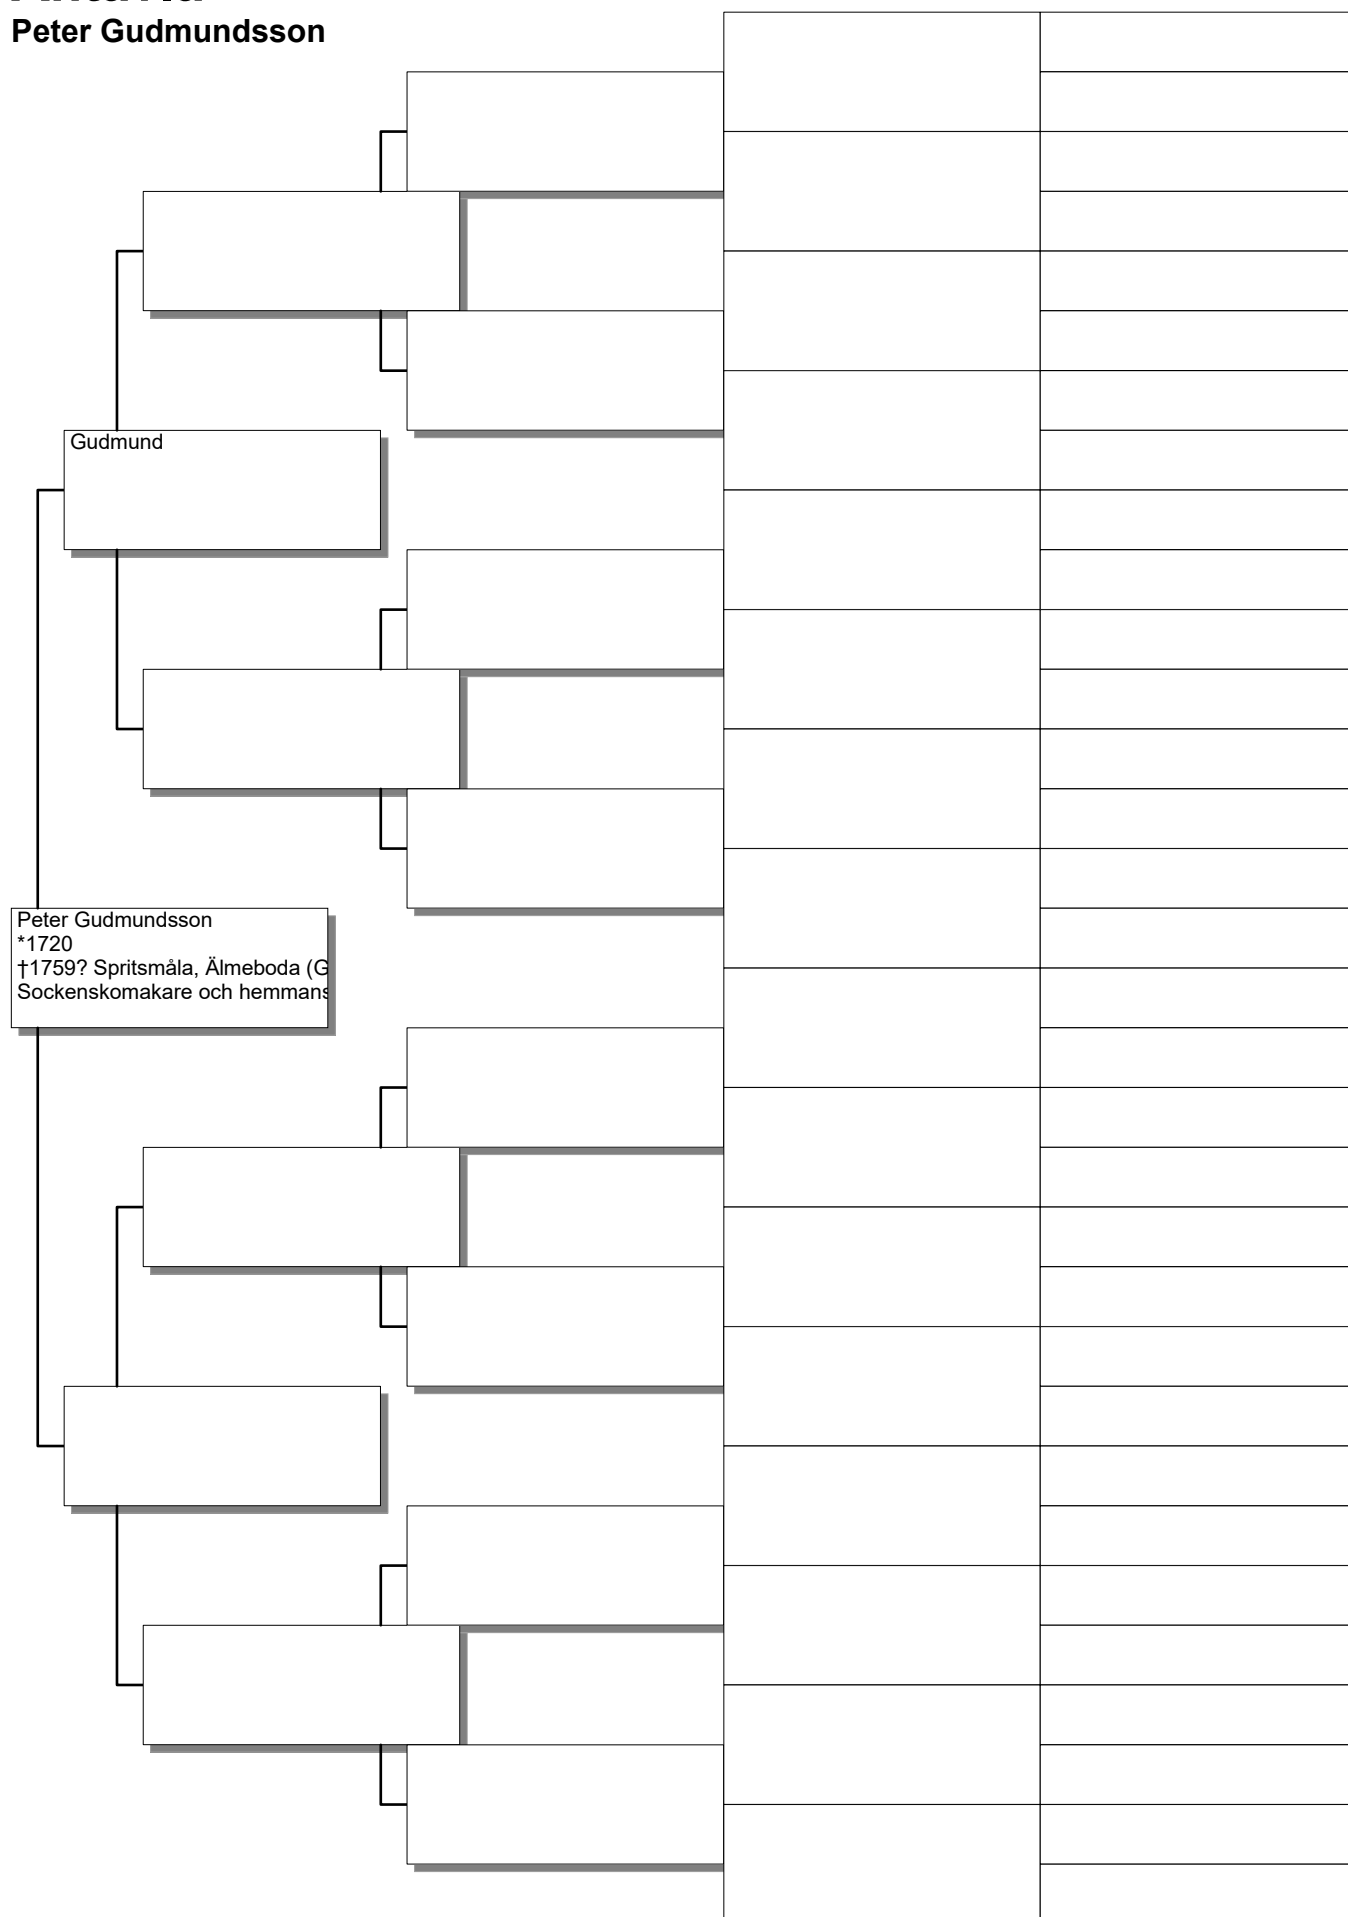 Peter Gudmundsson
Gudmund
Peter Gudmundsson
*1720
†1759? Spritsmåla, Älmeboda (G
Sockenskomakare och hemmans